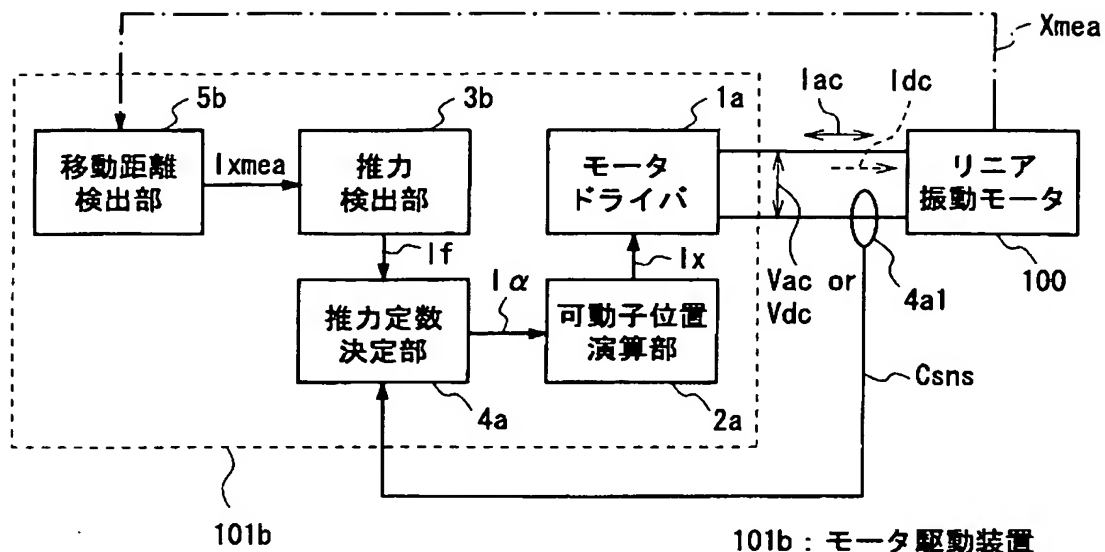 Xmea
Iac
Idc
5b
3b
1a
移動距離
検出部
Ixmea
推力
検出部
モータ
ドライバ
リニア
振動モータ
If
Ix
100
Vac or
Vdc
4a1
推力定数
決定部
Iα
可動子位置
演算部
Csns
4a
2a
101b
101b : モータ駆動装置